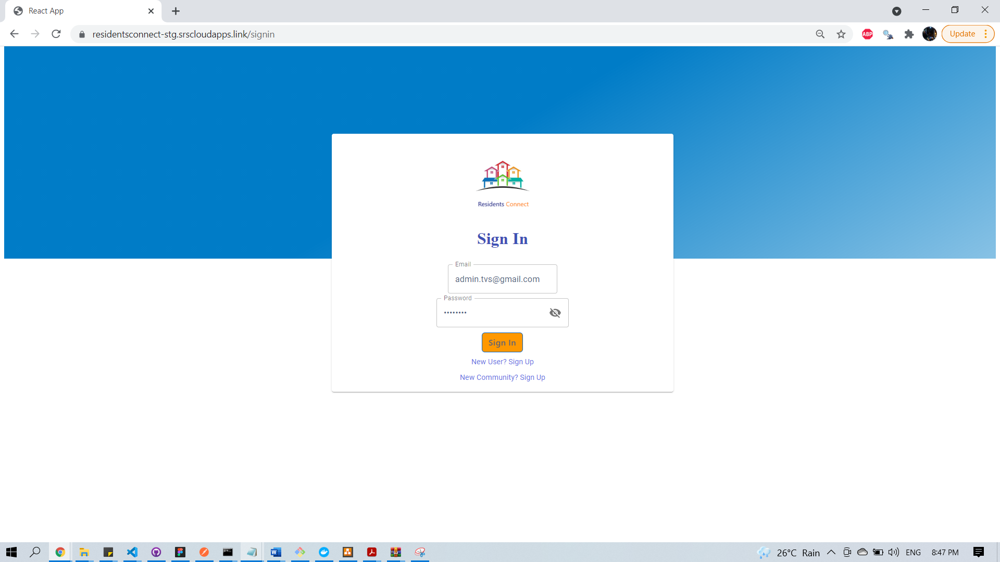 React App
residentsconnect-stg.srscloudapps.link/signin
ABP
Update
Residents Connect
Sign In
Email
admin.tvs@gmail.com
Password
••••••••
Sign In
New User? Sign Up
New Community? Sign Up
26°C Rain
ENG
8:47 PM